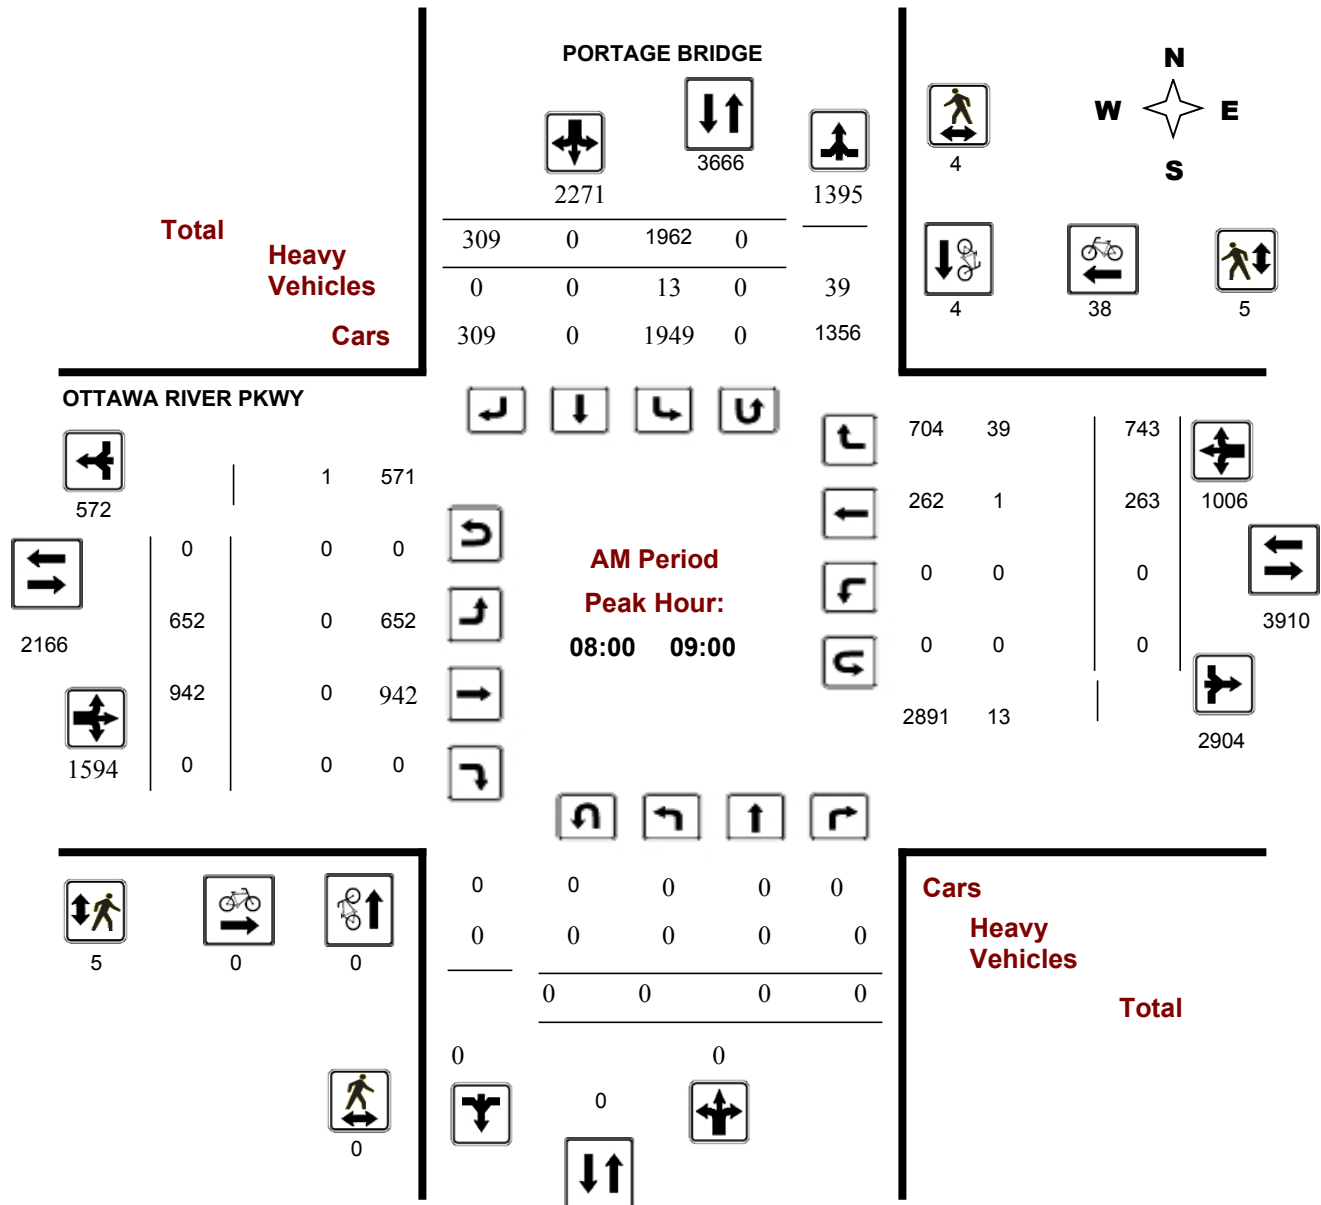 PORTAGE BRIDGE
N
W E
S
3666
4
2271 1395
Total
309 0 1962 0
Heavy
Vehicles
0 0 13 0 39
4 38 5
Cars
309 0 1949 0 1356
OTTAWA RIVER PKWY
704 39 743
1 571
572
262 1 263 1006
0 0 0
AM Period
0 0 0
Peak Hour:
652 0 652
3910
2166
08:00 09:00
0 0 0
942 0 942
2891 13
2904
1594 0 0 0
0 0 0 0 0
Cars
Heavy
Vehicles
0 0 0 0 0
5 0 0
0 0 0 0
Total
0 0
0
0